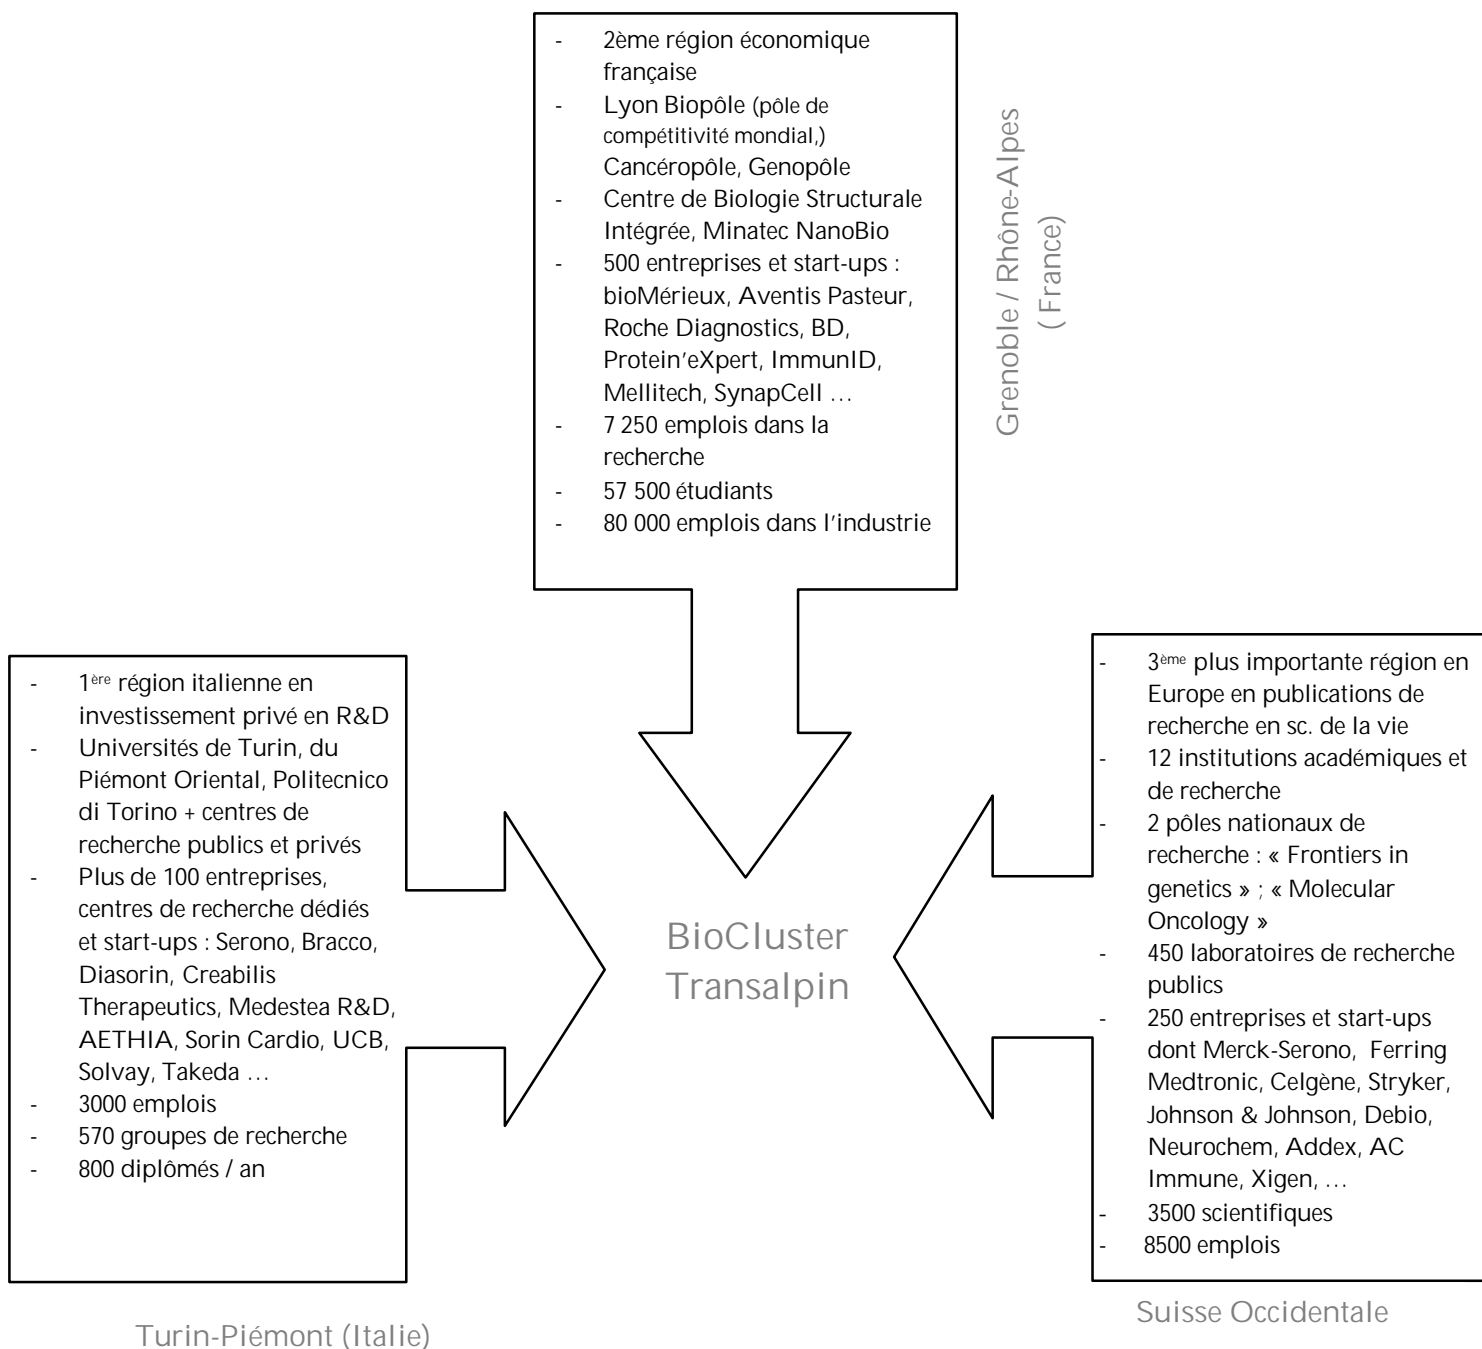 - 2ème région économique
française
- Lyon Biopôle (pôle de
compétitivité mondial,)
Cancéropôle, Genopôle
- Centre de Biologie Structurale
Intégrée, Minatec NanoBio
- 500 entreprises et start-ups :
bioMérieux, Aventis Pasteur,
Roche Diagnostics, BD,
Protein'eXpert, ImmunID,
Mellitech, SynapCell …
- 7 250 emplois dans la
recherche
- 57 500 étudiants
- 80 000 emplois dans l'industrie
Grenoble / Rhône-Alpes
( France)
- 1ère région italienne en
investissement privé en R&D
- Universités de Turin, du
Piémont Oriental, Politecnico
di Torino + centres de
recherche publics et privés
- Plus de 100 entreprises,
centres de recherche dédiés
et start-ups : Serono, Bracco,
Diasorin, Creabilis
Therapeutics, Medestea R&D,
AETHIA, Sorin Cardio, UCB,
Solvay, Takeda …
- 3000 emplois
- 570 groupes de recherche
- 800 diplômés / an
Turin-Piémont (Italie)
BioCluster
Transalpin
- 3ème plus importante région en
Europe en publications de
recherche en sc. de la vie
- 12 institutions académiques et
de recherche
- 2 pôles nationaux de
recherche : « Frontiers in
genetics » ; « Molecular
Oncology »
- 450 laboratoires de recherche
publics
- 250 entreprises et start-ups
dont Merck-Serono, Ferring
Medtronic, Celgène, Stryker,
Johnson & Johnson, Debio,
Neurochem, Addex, AC
Immune, Xigen, …
- 3500 scientifiques
- 8500 emplois
Suisse Occidentale